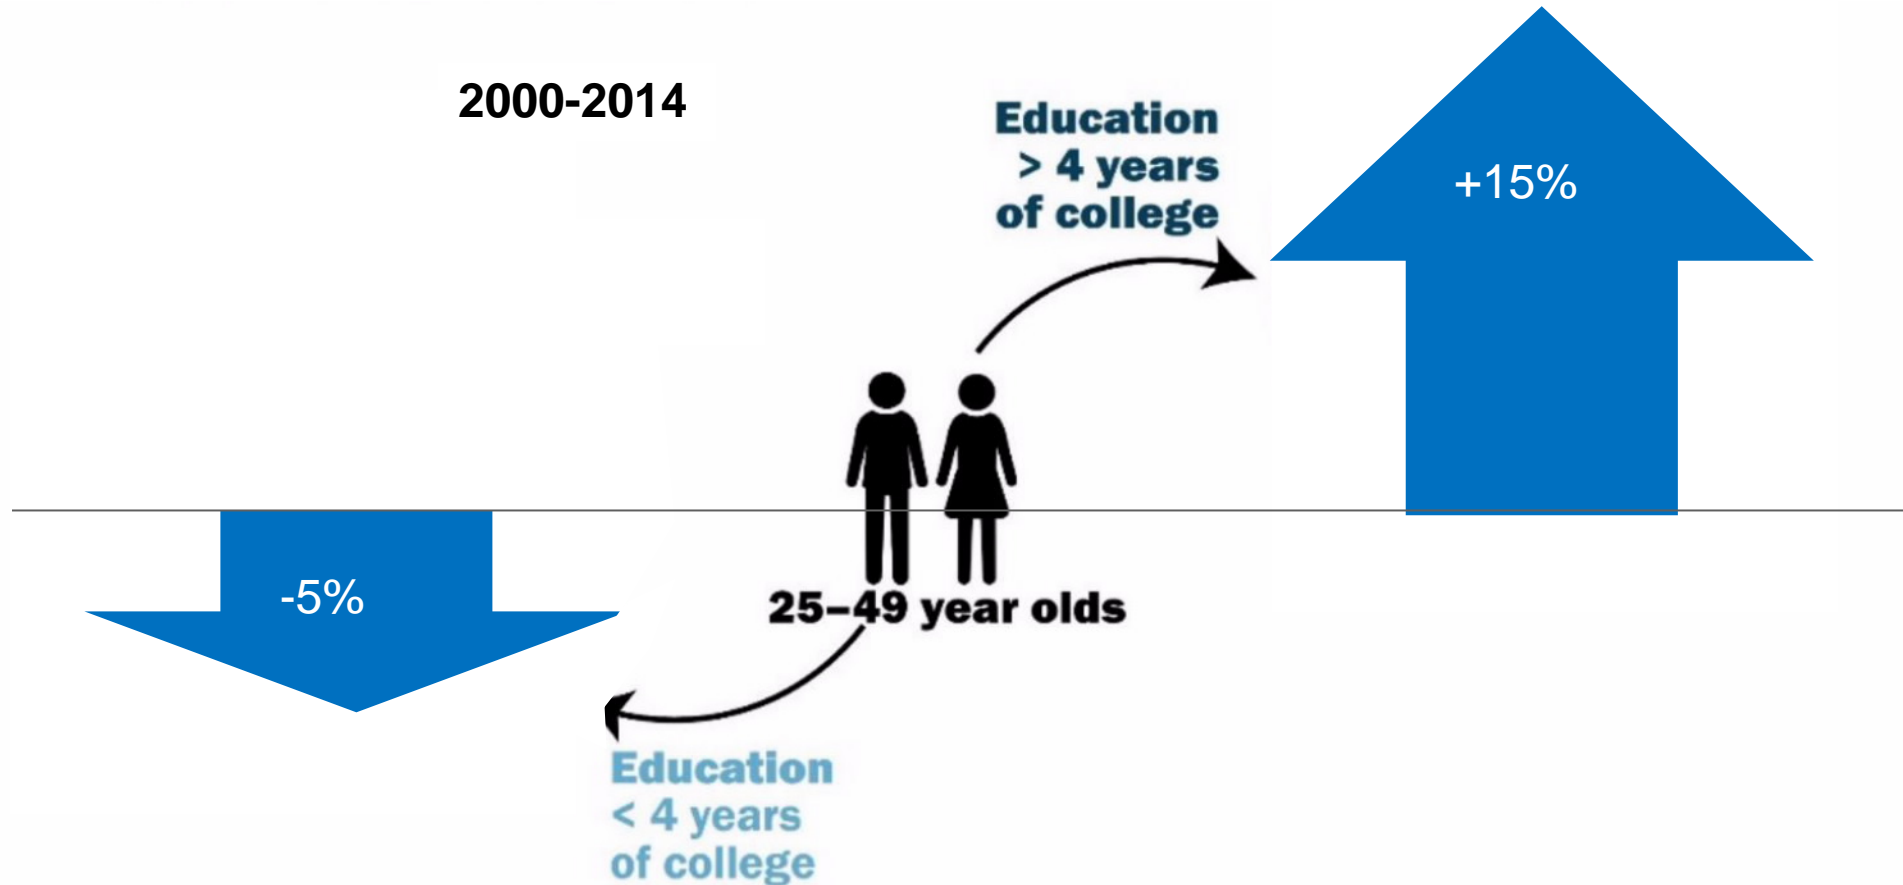 2000-2014
Education
> 4 years
of college
+15%
-5%
25–49 year olds
Education
< 4 years
of college